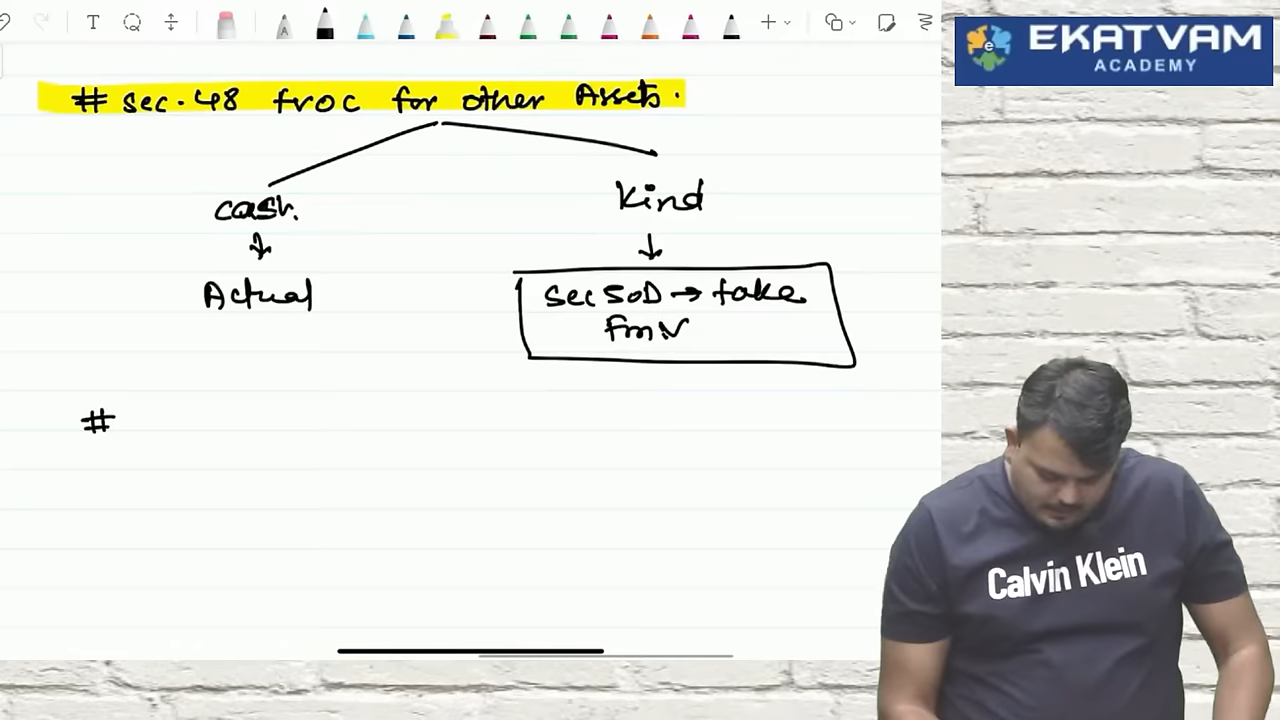 EKATVAM
ACADEMY
# Sec. 48 FVOC for other Assets.
Cash.
Kind
Actual
Sec 50D → take
FMV
#
Calvin Klein